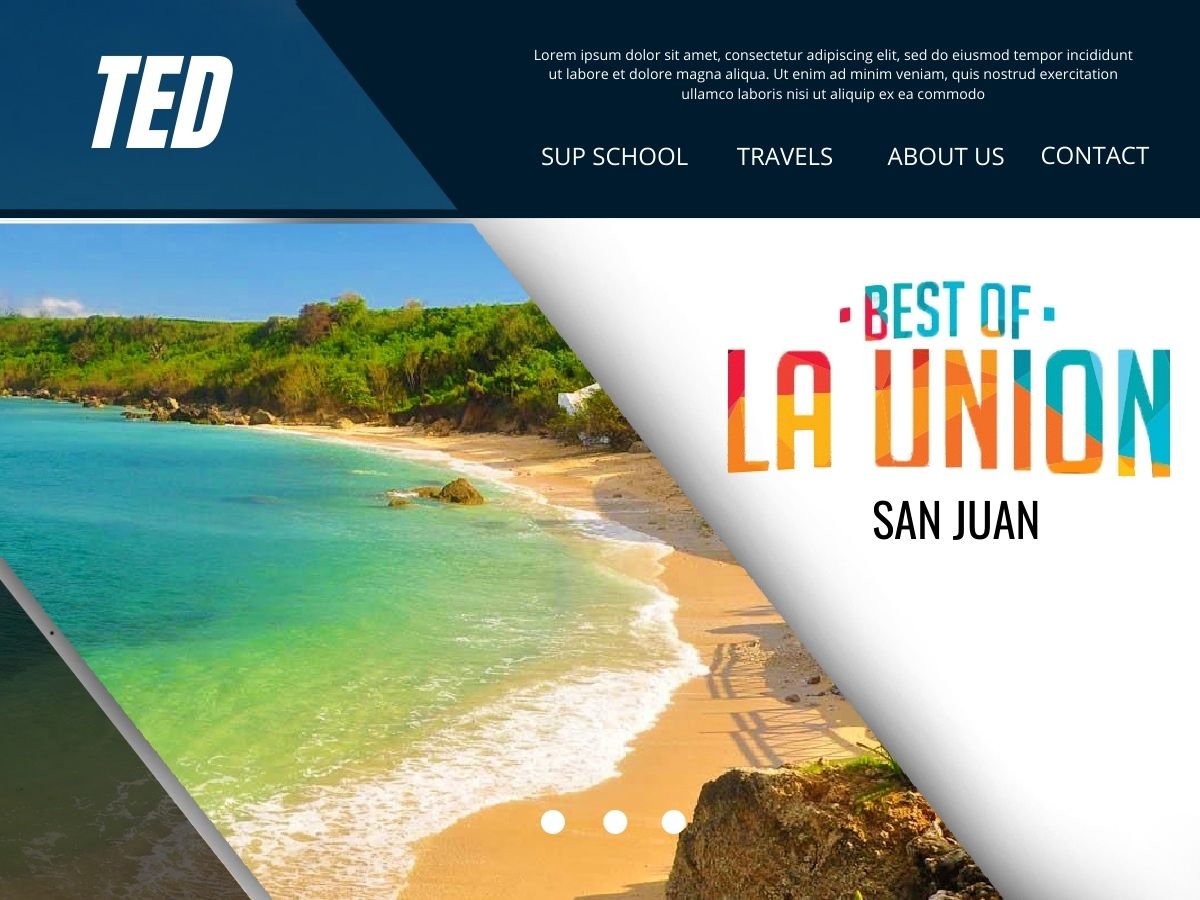 TED
Lorem ipsum dolor sit amet, consectetur adipiscing elit, sed do eiusmod tempor incididunt
ut labore et dolore magna aliqua. Ut enim ad minim veniam, quis nostrud exercitation
ullamco laboris nisi ut aliquip ex ea commodo
SUP SCHOOL TRAVELS ABOUT US CONTACT
· BEST OF ·
LA UNION
SAN JUAN